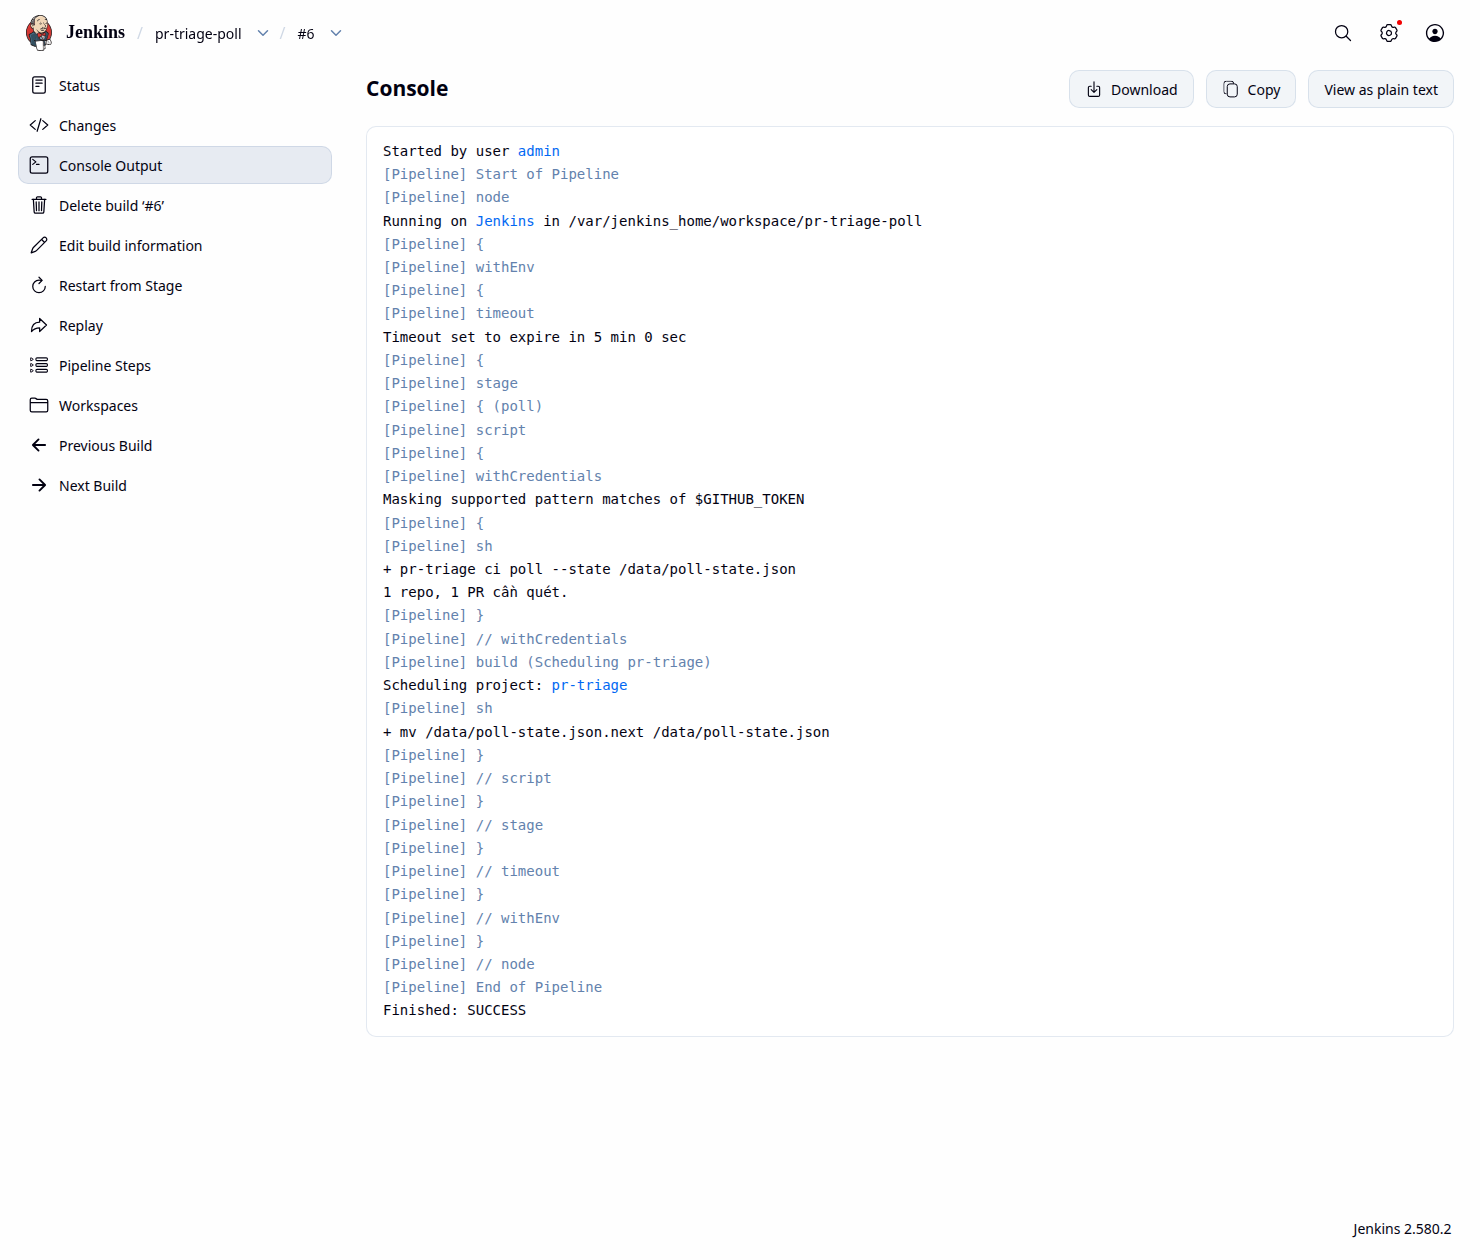 Jenkins / pr-triage-poll / #6
Status
Changes
Console Output
Delete build ‘#6’
Edit build information
Restart from Stage
Replay
Pipeline Steps
Workspaces
Previous Build
Next Build
Console
Download
Copy
View as plain text
Started by user admin
[Pipeline] Start of Pipeline
[Pipeline] node
Running on Jenkins in /var/jenkins_home/workspace/pr-triage-poll
[Pipeline] {
[Pipeline] withEnv
[Pipeline] {
[Pipeline] timeout
Timeout set to expire in 5 min 0 sec
[Pipeline] {
[Pipeline] stage
[Pipeline] { (poll)
[Pipeline] script
[Pipeline] {
[Pipeline] withCredentials
Masking supported pattern matches of $GITHUB_TOKEN
[Pipeline] {
[Pipeline] sh
+ pr-triage ci poll --state /data/poll-state.json
1 repo, 1 PR cần quét.
[Pipeline] }
[Pipeline] // withCredentials
[Pipeline] build (Scheduling pr-triage)
Scheduling project: pr-triage
[Pipeline] sh
+ mv /data/poll-state.json.next /data/poll-state.json
[Pipeline] }
[Pipeline] // script
[Pipeline] }
[Pipeline] // stage
[Pipeline] }
[Pipeline] // timeout
[Pipeline] }
[Pipeline] // withEnv
[Pipeline] }
[Pipeline] // node
[Pipeline] End of Pipeline
Finished: SUCCESS
Jenkins 2.580.2